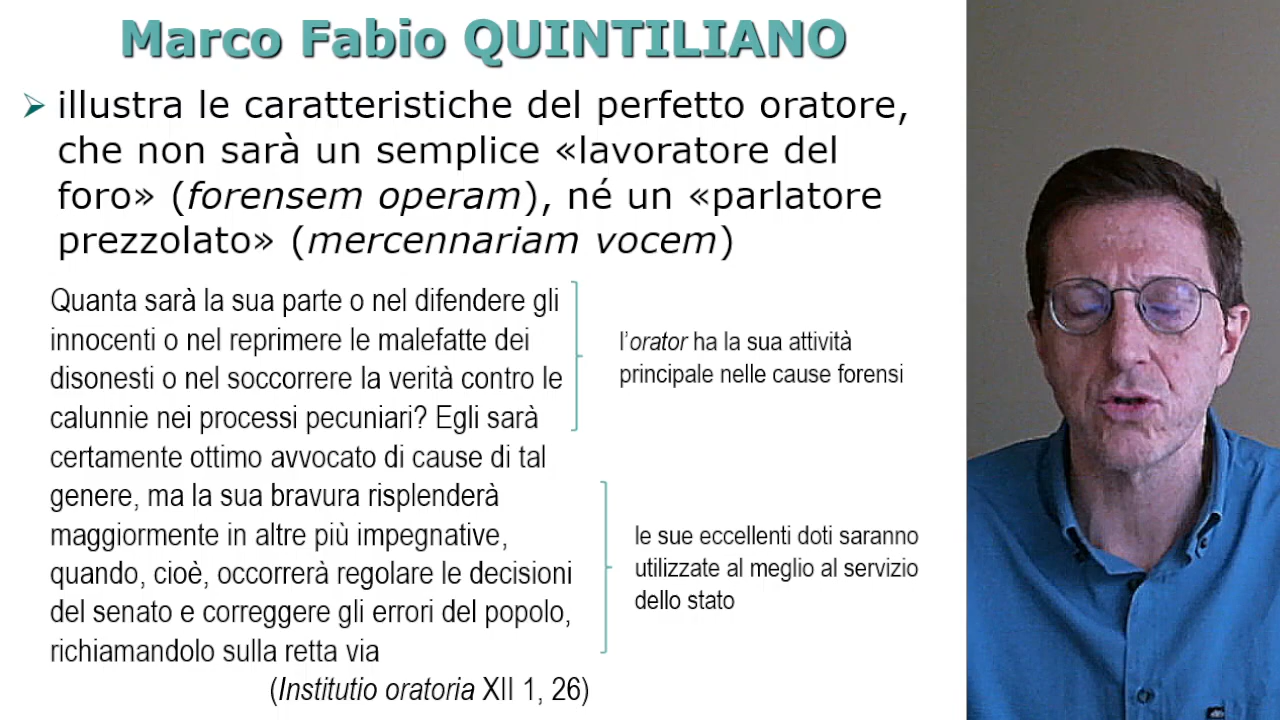 Marco Fabio QUINTILIANO
illustra le caratteristiche del perfetto oratore,
che non sarà un semplice «lavoratore del
foro» (forensem operam), né un «parlatore
prezzolato» (mercennariam vocem)
Quanta sarà la sua parte o nel difendere gli
innocenti o nel reprimere le malefatte dei
disonesti o nel soccorrere la verità contro le
calunnie nei processi pecuniari? Egli sarà
certamente ottimo avvocato di cause di tal
genere, ma la sua bravura risplenderà
maggiormente in altre più impegnative,
quando, cioè, occorrerà regolare le decisioni
del senato e correggere gli errori del popolo,
richiamandolo sulla retta via
(Institutio oratoria XII 1, 26)
l’orator ha la sua attività
principale nelle cause forensi
le sue eccellenti doti saranno
utilizzate al meglio al servizio
dello stato